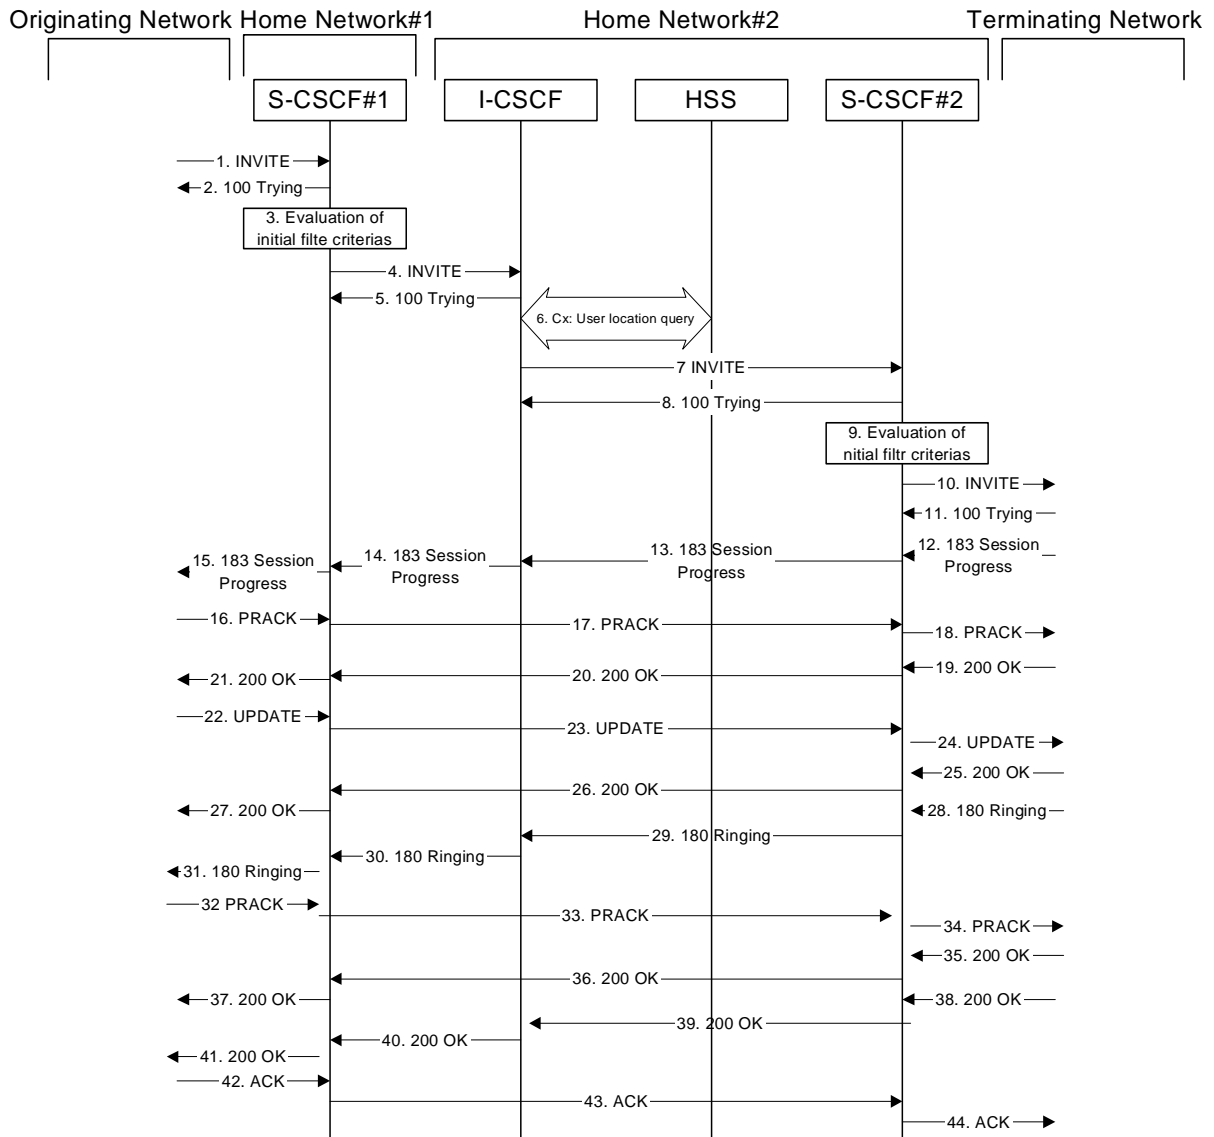 Originating Network Home Network#1 Home Network#2 Terminating Network
S-CSCF#1 I-CSCF HSS S-CSCF#2
1. INVITE
2. 100 Trying
3. Evaluation of
initial filte criterias
4. INVITE
5. 100 Trying
6. Cx: User location query
7 INVITE
8. 100 Trying
9. Evaluation of
nitial filtr criterias
10. INVITE
11. 100 Trying
12. 183 Session
Progress
13. 183 Session
Progress
14. 183 Session
Progress
15. 183 Session
Progress
16. PRACK
17. PRACK
18. PRACK
19. 200 OK
20. 200 OK
21. 200 OK
22. UPDATE
23. UPDATE
24. UPDATE
25. 200 OK
26. 200 OK
27. 200 OK
28. 180 Ringing
29. 180 Ringing
30. 180 Ringing
31. 180 Ringing
32 PRACK
33. PRACK
34. PRACK
35. 200 OK
36. 200 OK
37. 200 OK
38. 200 OK
39. 200 OK
40. 200 OK
41. 200 OK
42. ACK
43. ACK
44. ACK